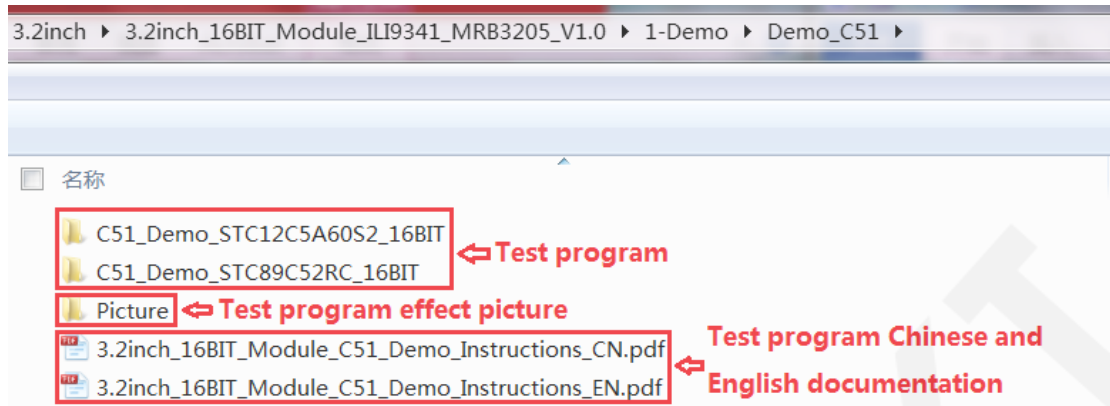 3.2inch ▸ 3.2inch_16BIT_Module_ILI9341_MRB3205_V1.0 ▸ 1-Demo ▸ Demo_C51 ▸
名称
C51_Demo_STC12C5A60S2_16BIT
C51_Demo_STC89C52RC_16BIT
Test program
Picture
Test program effect picture
3.2inch_16BIT_Module_C51_Demo_Instructions_CN.pdf
3.2inch_16BIT_Module_C51_Demo_Instructions_EN.pdf
Test program Chinese and
English documentation